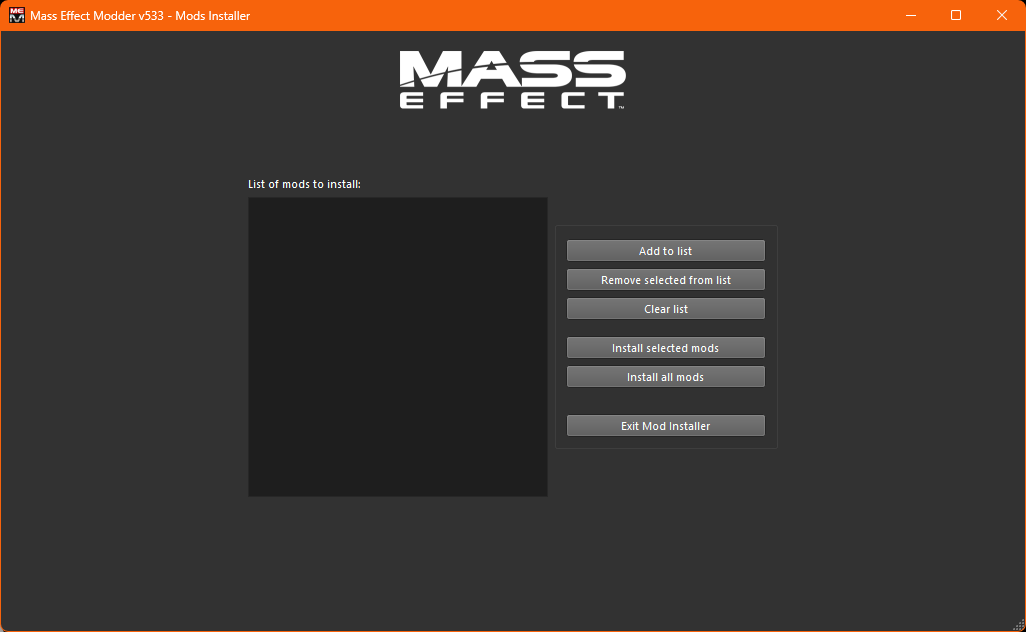 Mass Effect Modder v533 - Mods Installer
MASS
EFFECT™
List of mods to install:
Add to list
Remove selected from list
Clear list
Install selected mods
Install all mods
Exit Mod Installer